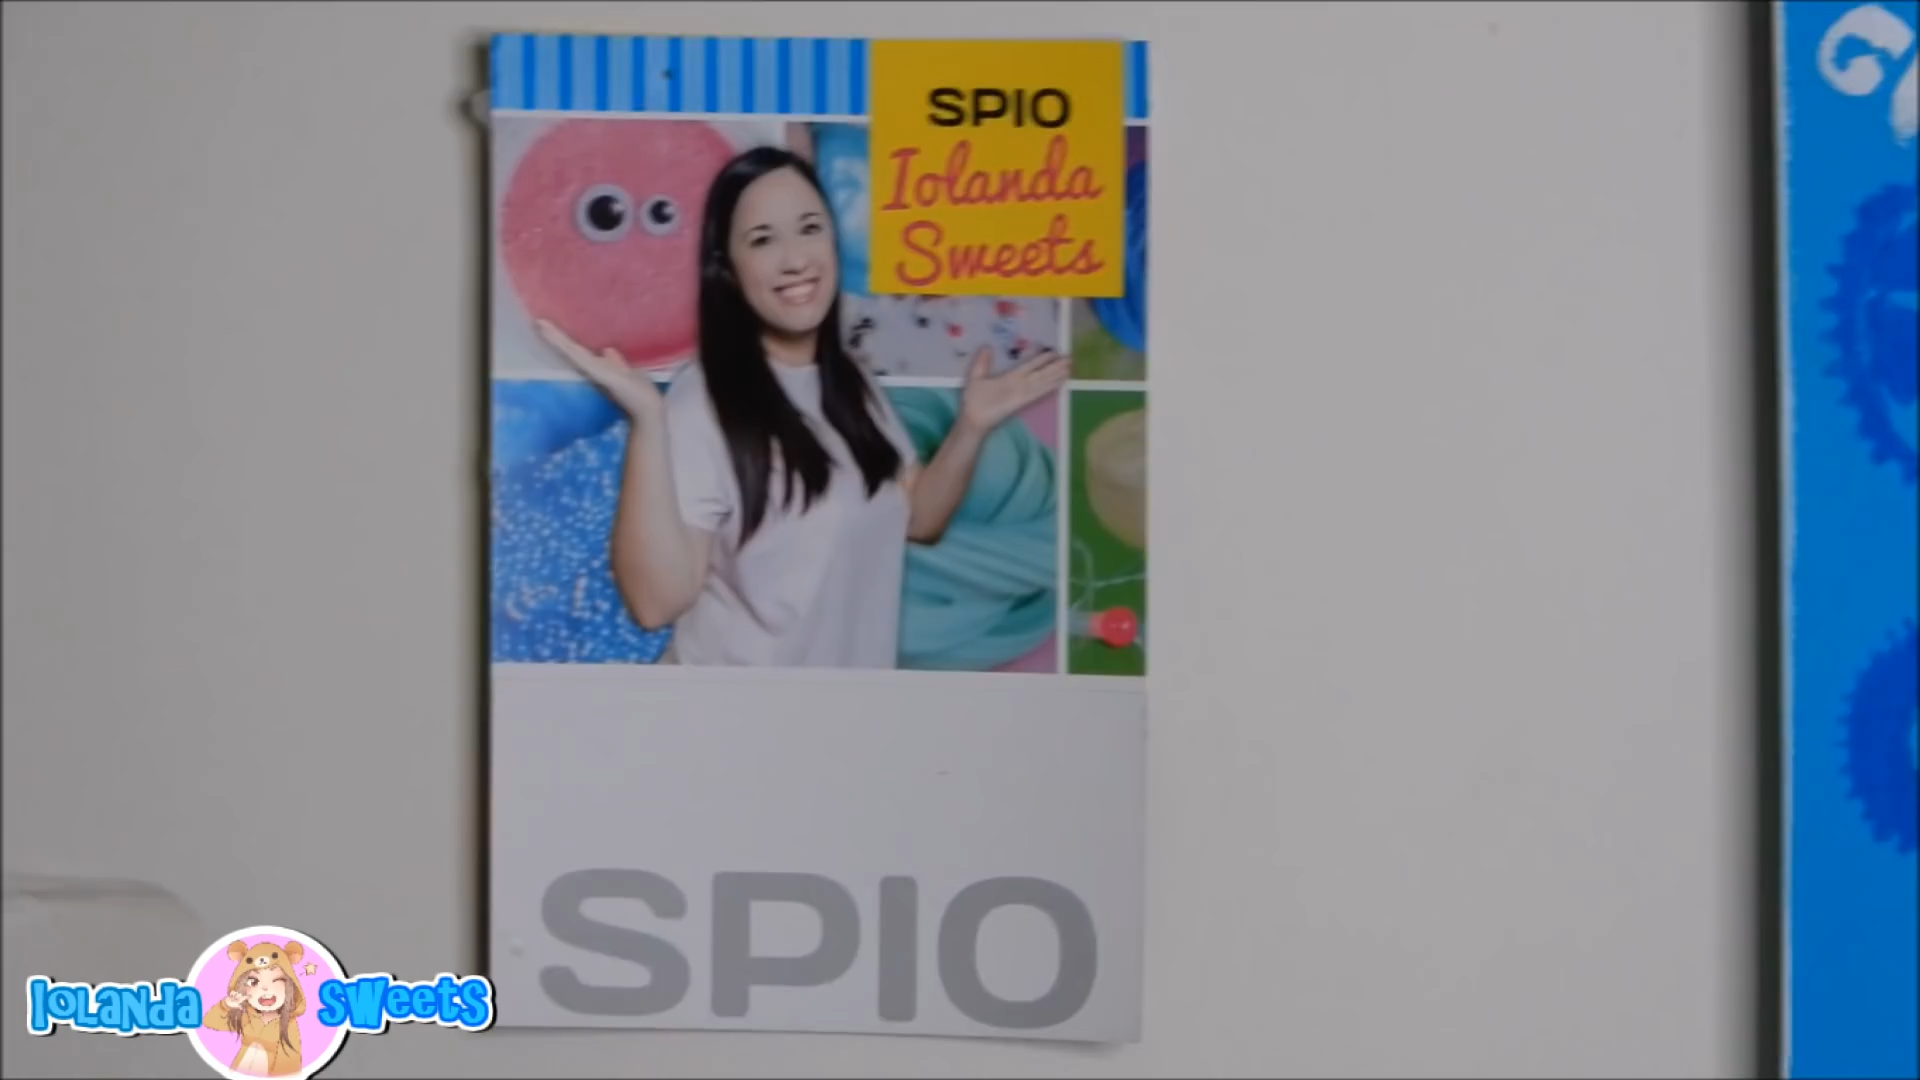 SPIO
Iolanda
Sweets
SPIO
Iolanda Sweets